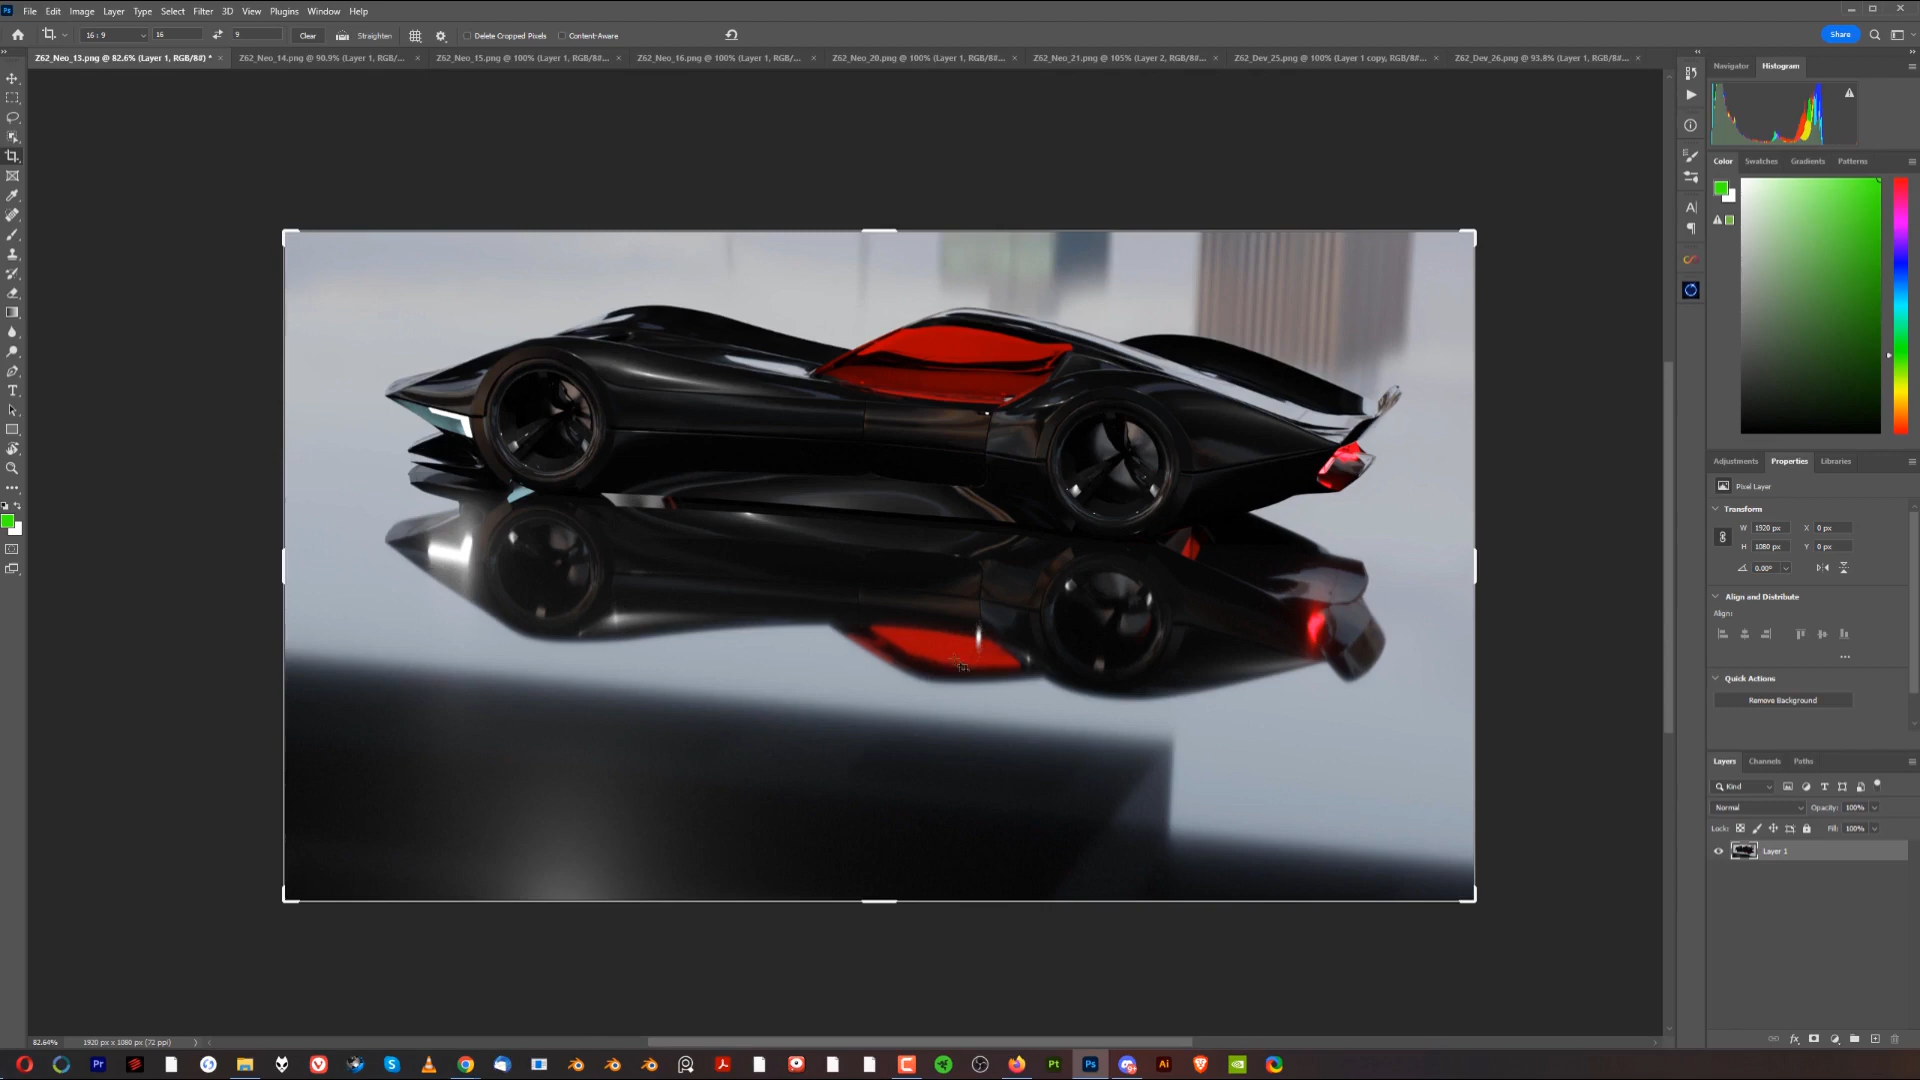 File Edit Image Layer Type Select Filter 3D View Plugins Window Help
16 : 9 16 9 Clear Straighten Delete Cropped Pixels Content-Aware Share
Z62_Neo_13.png @ 82.6% (Layer 1, RGB/8#) * Z62_Neo_14.png @ 90.9% (Layer 1, RGB/... Z62_Neo_15.png @ 100% (Layer 1, RGB/8#... Z62_Neo_16.png @ 100% (Layer 1, RGB/... Z62_Neo_20.png @ 100% (Layer 1, RGB/8#... Z62_Neo_21.png @ 105% (Layer 2, RGB/8#... Z62_Dev_25.png @ 100% (Layer 1 copy, RGB/8#... Z62_Dev_26.png @ 93.8% (Layer 1, RGB/8#...
Navigator Histogram
Color Swatches Gradients Patterns
Adjustments Properties Libraries
Pixel Layer
Transform
W 1920 px X 0 px
H 1080 px Y 0 px
0.00°
Align and Distribute
Align:
Quick Actions
Remove Background
Layers Channels Paths
Kind
Normal Opacity: 100%
Lock: Fill: 100%
Layer 1
82.64% 1920 px x 1080 px (72 ppi)
Pr Pt Ps Ai